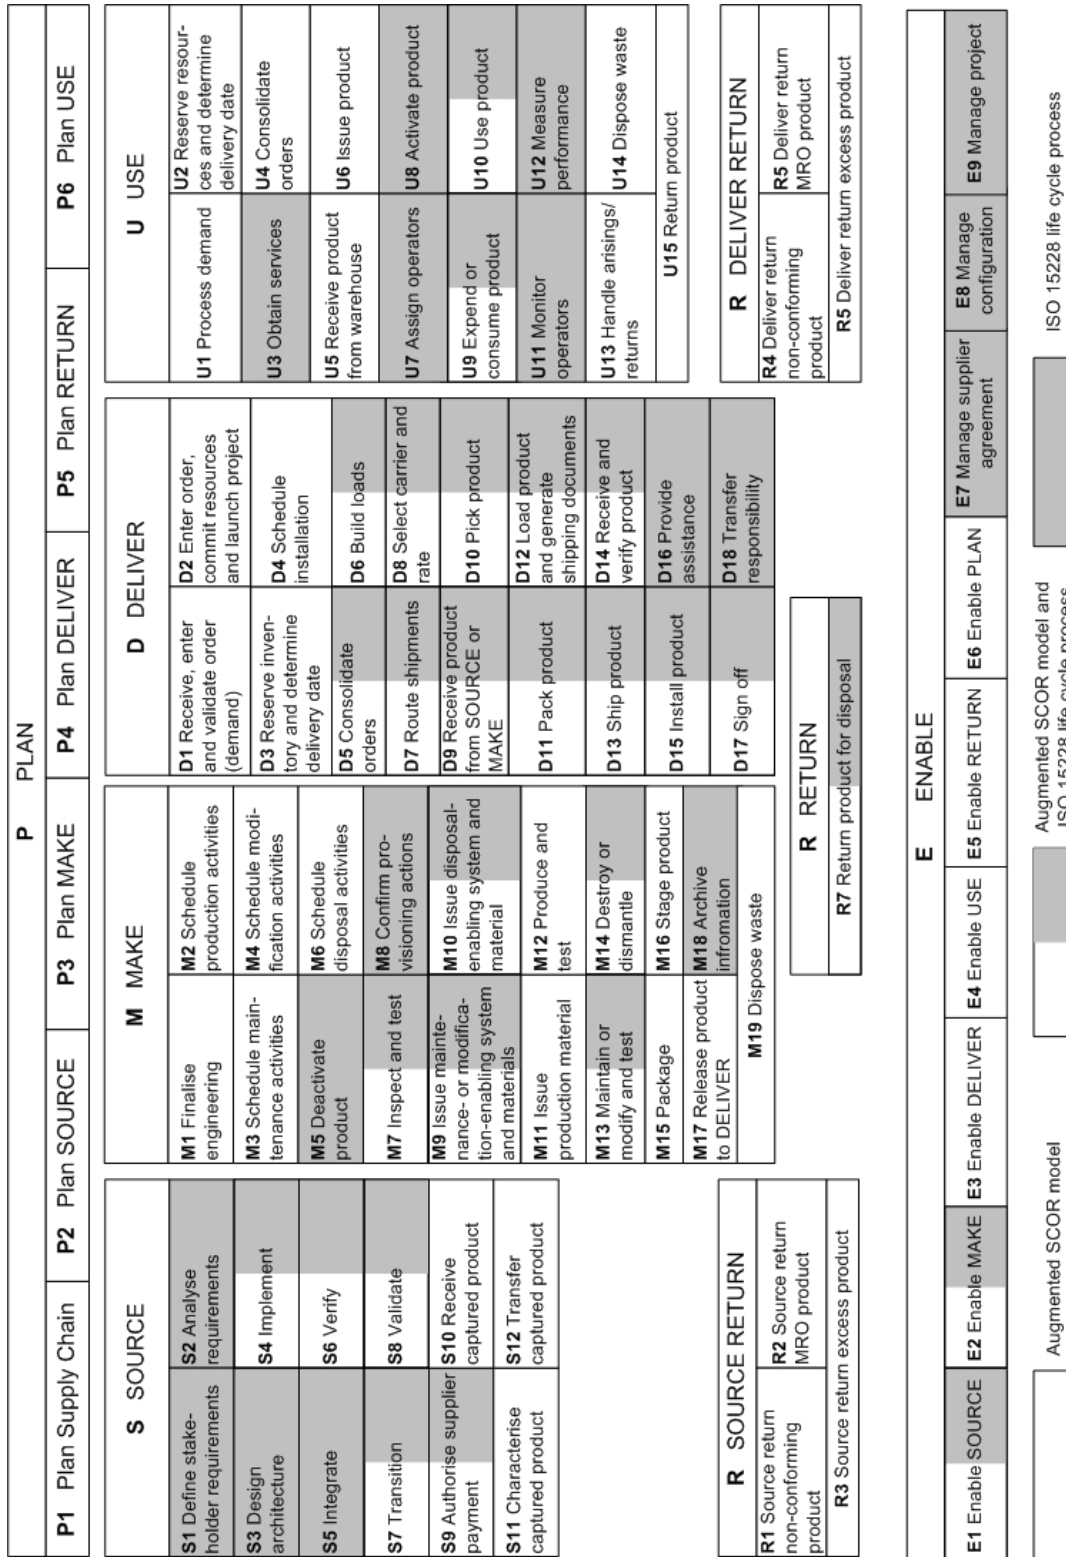 P PLAN
P1 Plan Supply Chain
P2 Plan SOURCE
P3 Plan MAKE
P4 Plan DELIVER
P5 Plan RETURN
P6 Plan USE
S SOURCE
S1 Define stake-
holder requirements
S2 Analyse
requirements
S3 Design
architecture
S4 Implement
S5 Integrate
S6 Verify
S7 Transition
S8 Validate
S9 Authorise supplier
payment
S10 Receive
captured product
S11 Characterise
captured product
S12 Transfer
captured product
M MAKE
M1 Finalise
engineering
M2 Schedule
production activities
M3 Schedule main-
tenance activities
M4 Schedule modi-
fication activities
M5 Deactivate
product
M6 Schedule
disposal activities
M7 Inspect and test
M8 Confirm pro-
visioning actions
M9 Issue mainte-
nance- or modifica-
tion-enabling system
and materials
M10 Issue disposal-
enabling system and
material
M11 Issue
production material
M12 Produce and
test
M13 Maintain or
modify and test
M14 Destroy or
dismantle
M15 Package
M16 Stage product
M17 Release product
to DELIVER
M18 Archive
infromation
M19 Dispose waste
D DELIVER
D1 Receive, enter
and validate order
(demand)
D2 Enter order,
commit resources
and launch project
D3 Reserve inven-
tory and determine
delivery date
D4 Schedule
installation
D5 Consolidate
orders
D6 Build loads
D7 Route shipments
D8 Select carrier and
rate
D9 Receive product
from SOURCE or
MAKE
D10 Pick product
D11 Pack product
D12 Load product
and generate
shipping documents
D13 Ship product
D14 Receive and
verify product
D15 Install product
D16 Provide
assistance
D17 Sign off
D18 Transfer
responsibility
U USE
U1 Process demand
U2 Reserve resour-
ces and determine
delivery date
U3 Obtain services
U4 Consolidate
orders
U5 Receive product
from warehouse
U6 Issue product
U7 Assign operators
U8 Activate product
U9 Expend or
consume product
U10 Use product
U11 Monitor
operators
U12 Measure
performance
U13 Handle arisings/
returns
U14 Dispose waste
U15 Return product
R SOURCE RETURN
R1 Source return
non-conforming
product
R2 Source return
MRO product
R3 Source return excess product
R RETURN
R7 Return product for disposal
R DELIVER RETURN
R4 Deliver return
non-conforming
product
R5 Deliver return
MRO product
R5 Deliver return excess product
E ENABLE
E1 Enable SOURCE
E2 Enable MAKE
E3 Enable DELIVER
E4 Enable USE
E5 Enable RETURN
E6 Enable PLAN
E7 Manage supplier
agreement
E8 Manage
configuration
E9 Manage project
Augmented SCOR model
Augmented SCOR model and
ISO 15228 life cycle process
ISO 15228 life cycle process